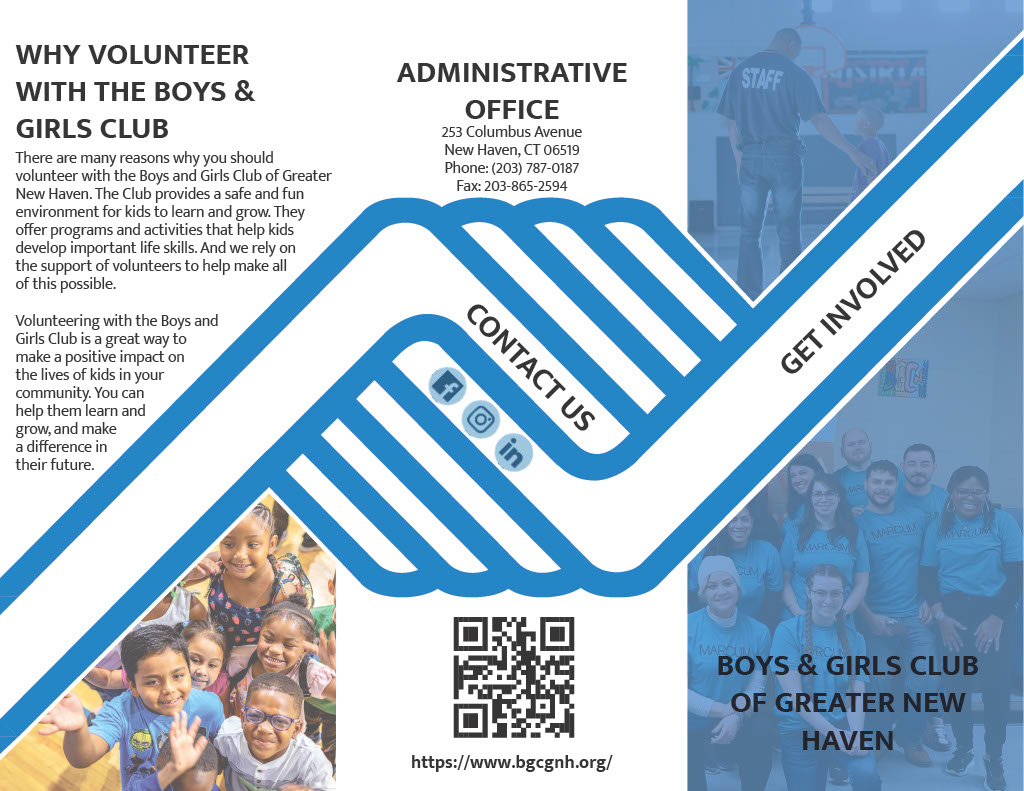 WHY VOLUNTEER
WITH THE BOYS &
GIRLS CLUB
There are many reasons why you should
volunteer with the Boys and Girls Club of Greater
New Haven. The Club provides a safe and fun
environment for kids to learn and grow. They
offer programs and activities that help kids
develop important life skills. And we rely on
the support of volunteers to help make all
of this possible.
Volunteering with the Boys and
Girls Club is a great way to
make a positive impact on
the lives of kids in your
community. You can
help them learn and
grow, and make
a difference in
their future.
ADMINISTRATIVE
OFFICE
253 Columbus Avenue
New Haven, CT 06519
Phone: (203) 787-0187
Fax: 203-865-2594
CONTACT US
f
in
https://www.bgcgnh.org/
STAFF
GET INVOLVED
MARCUM
MARCUM
MARCUM
MARCUM
BOYS & GIRLS CLUB
OF GREATER NEW
HAVEN